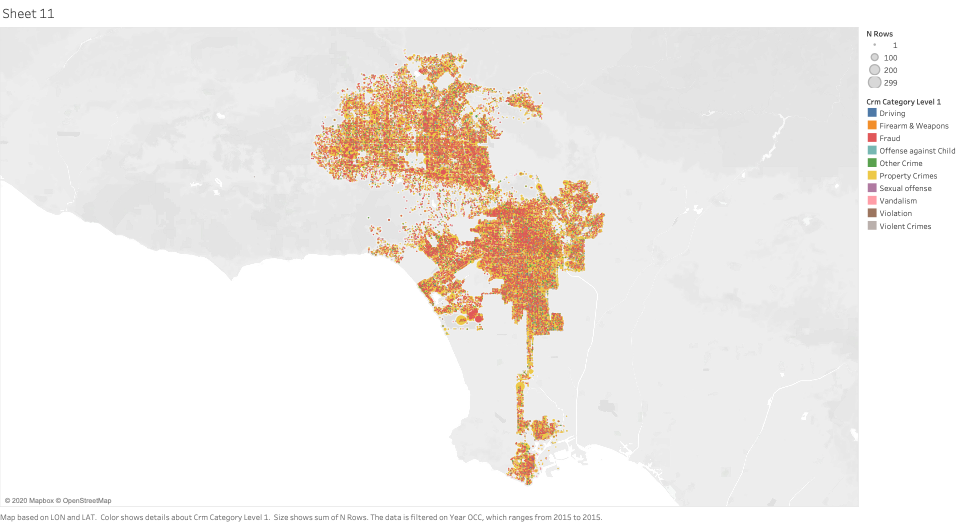 Sheet 11
N Rows
1
100
200
299
Crm Category Level 1
Driving
Firearm & Weapons
Fraud
Offense against Child
Other Crime
Property Crimes
Sexual offense
Vandalism
Violation
Violent Crimes
© 2020 Mapbox © OpenStreetMap
Map based on LON and LAT. Color shows details about Crm Category Level 1. Size shows sum of N Rows. The data is filtered on Year OCC, which ranges from 2015 to 2015.